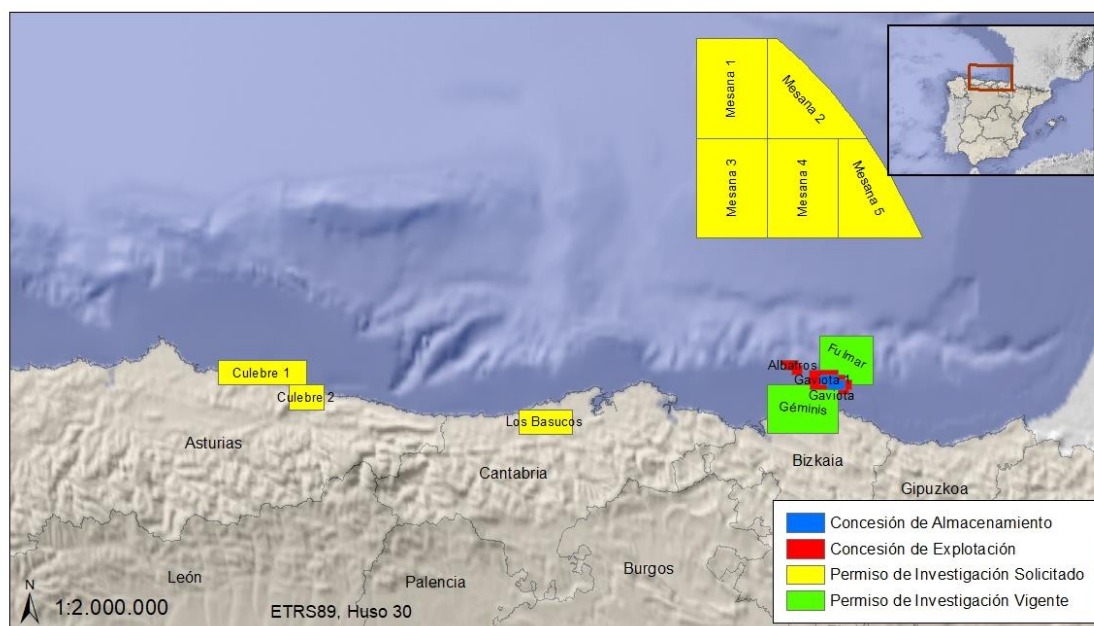 Mesana 1
Mesana 2
Mesana 3
Mesana 4
Mesana 5
Fulmar
Albatros
Culebre 1
Gaviota 1
Culebre 2
Gaviota
Géminis
Los Basucos
Asturias
Bizkaia
Cantabria
Gipuzkoa
León
Palencia
Burgos
Concesión de Almacenamiento
Concesión de Explotación
Permiso de Investigación Solicitado
Permiso de Investigación Vigente
N
1:2.000.000
ETRS89, Huso 30